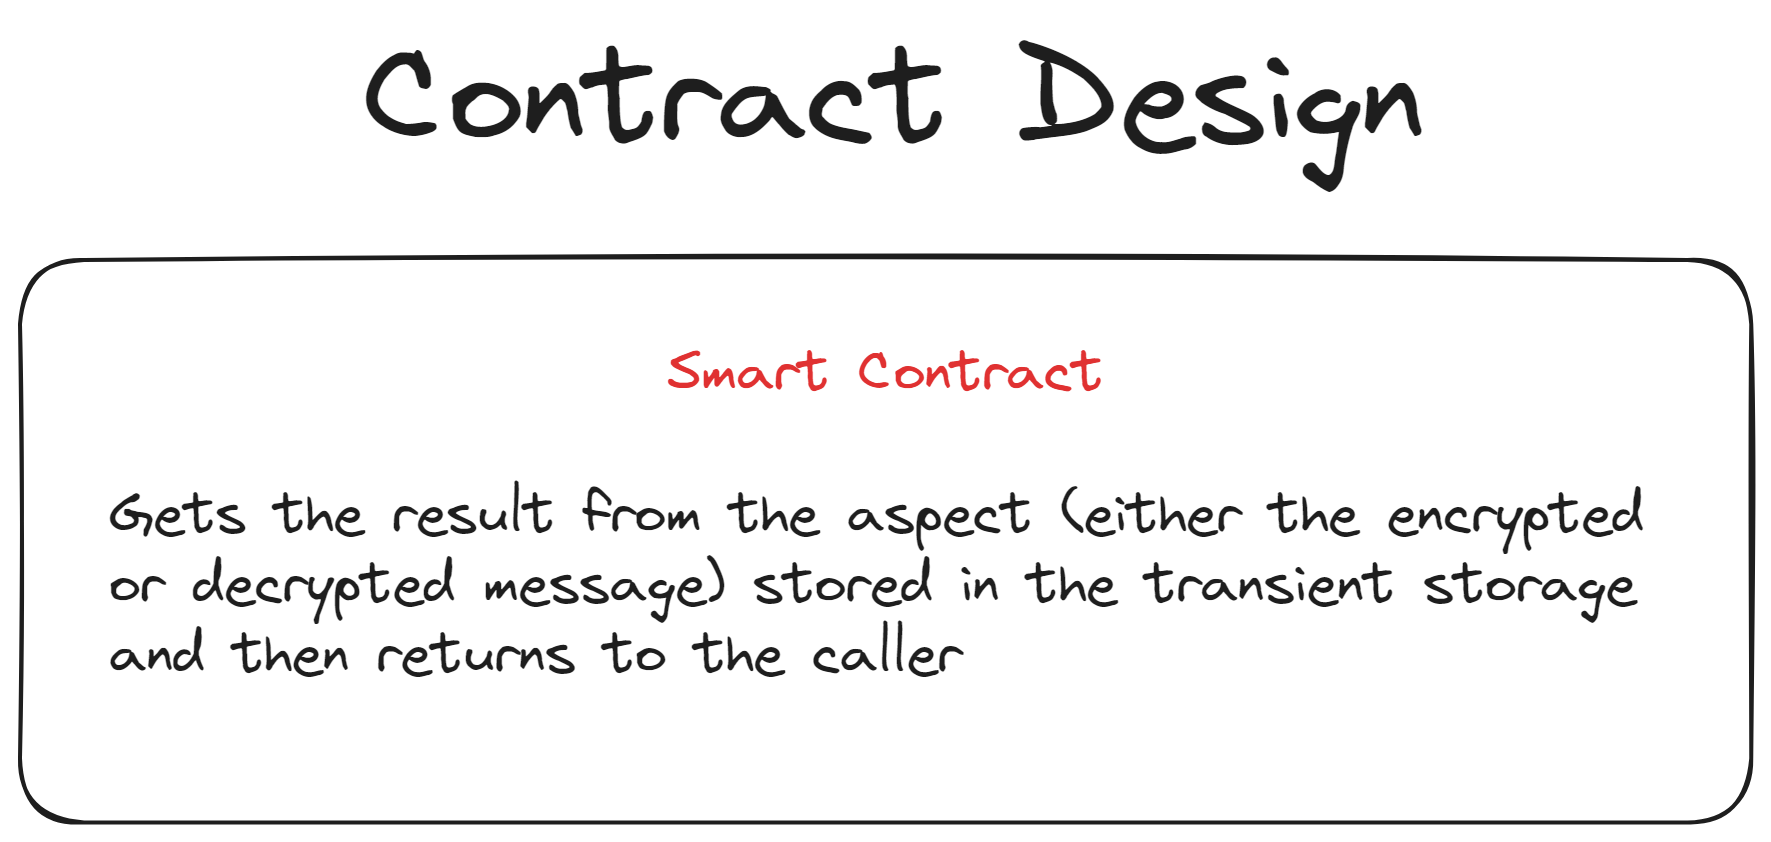 Contract Design
Smart Contract
Gets the result from the aspect (either the encrypted
or decrypted message) stored in the transient storage
and then returns to the caller